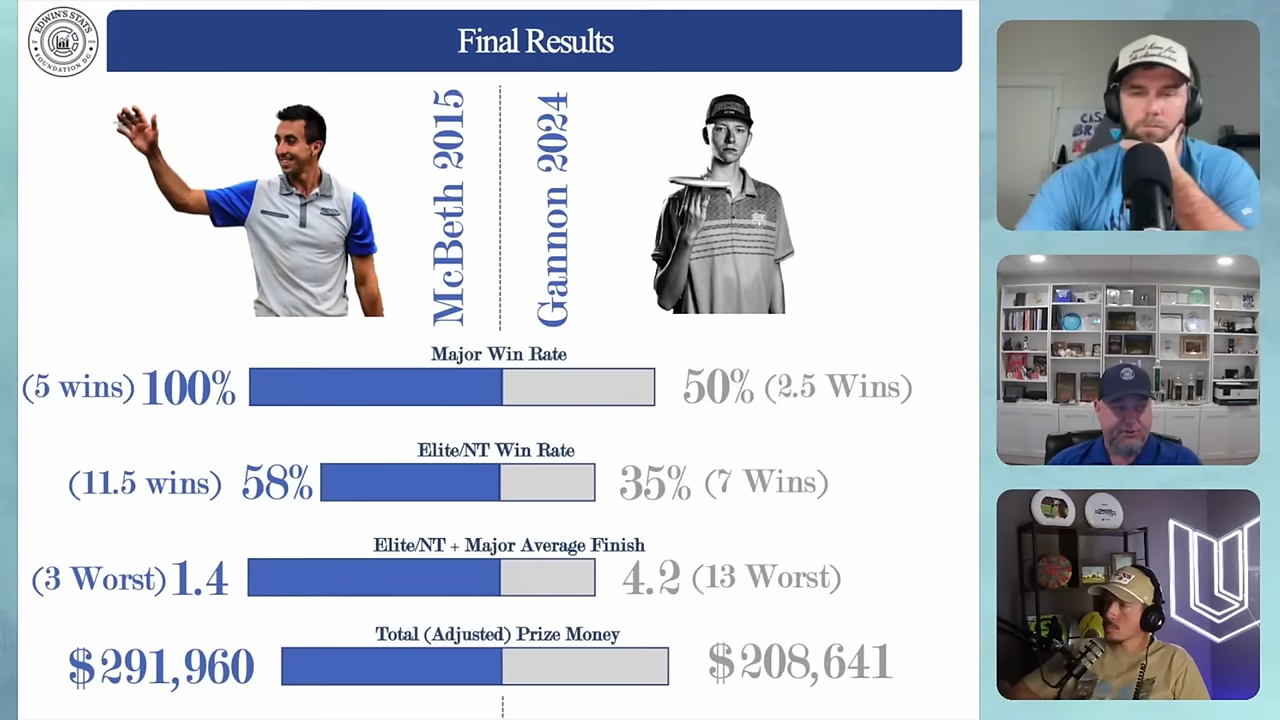 EDWIN'S STATS
FOUNDATION DG
Final Results
McBeth 2015
Gannon 2024
Major Win Rate
(5 wins) 100%
50% (2.5 Wins)
Elite/NT Win Rate
(11.5 wins) 58%
35% (7 Wins)
Elite/NT + Major Average Finish
(3 Worst) 1.4
4.2 (13 Worst)
Total (Adjusted) Prize Money
$291,960
$208,641